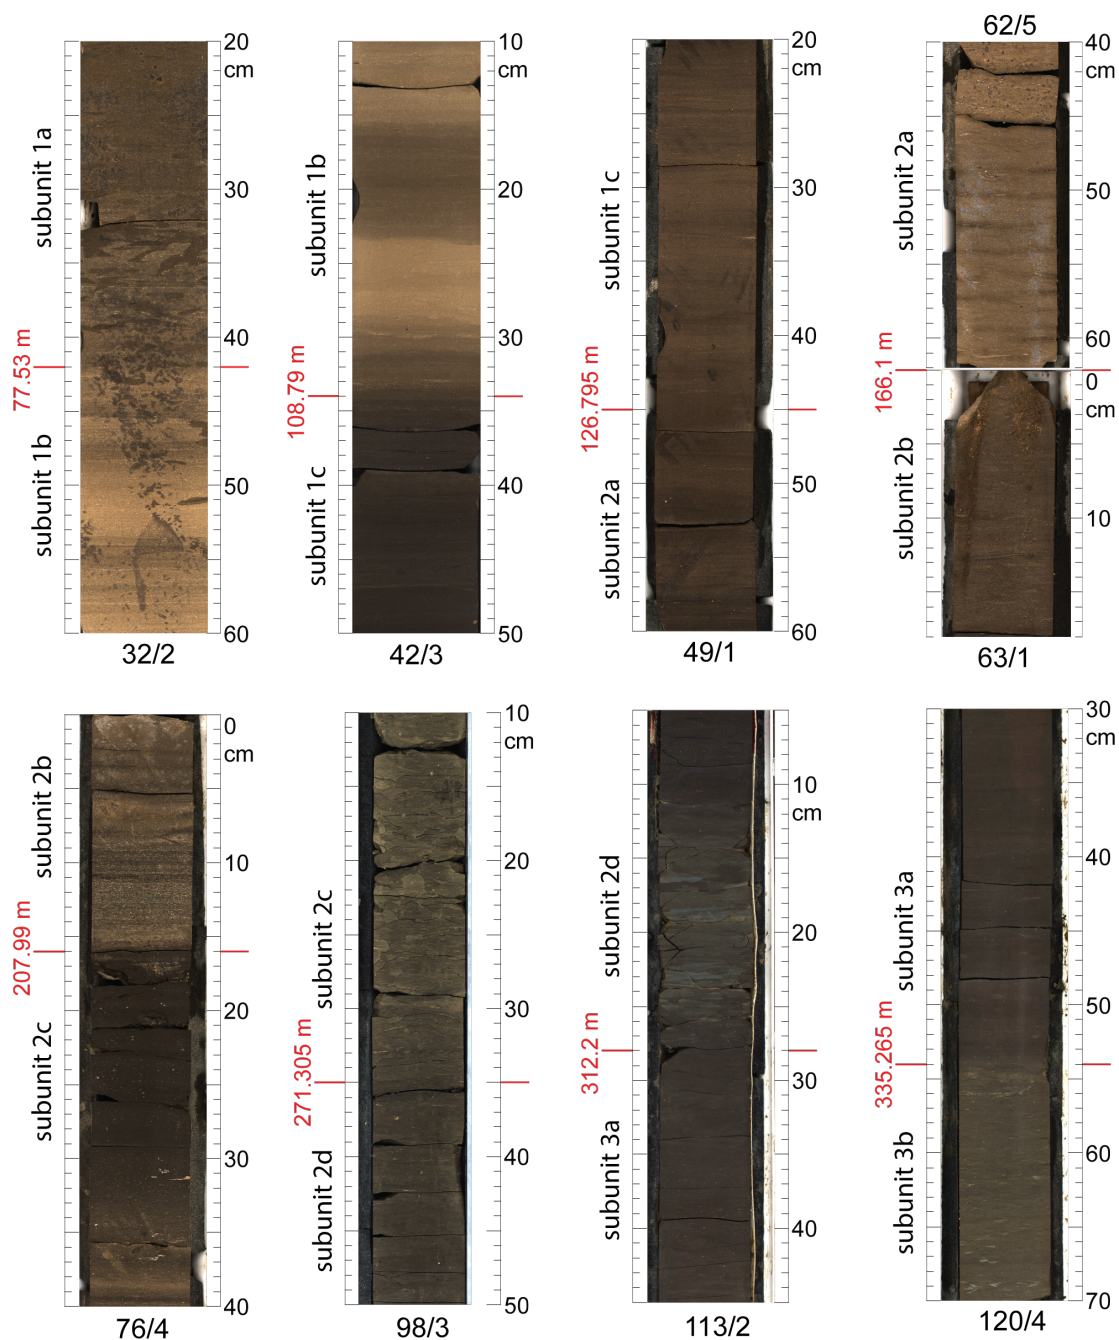 62/5
20
cm
30
40
50
60
subunit 1a
77.53 m
subunit 1b
32/2
10
cm
20
30
40
50
subunit 1b
108.79 m
subunit 1c
42/3
20
cm
30
40
50
60
subunit 1c
126.795 m
subunit 2a
49/1
40
cm
50
60
0
cm
10
subunit 2a
166.1 m
subunit 2b
63/1
0
cm
10
20
30
40
subunit 2b
207.99 m
subunit 2c
76/4
10
cm
20
30
40
50
subunit 2c
271.305 m
subunit 2d
98/3
10
cm
20
30
40
subunit 2d
312.2 m
subunit 3a
113/2
30
cm
40
50
60
70
subunit 3a
335.265 m
subunit 3b
120/4